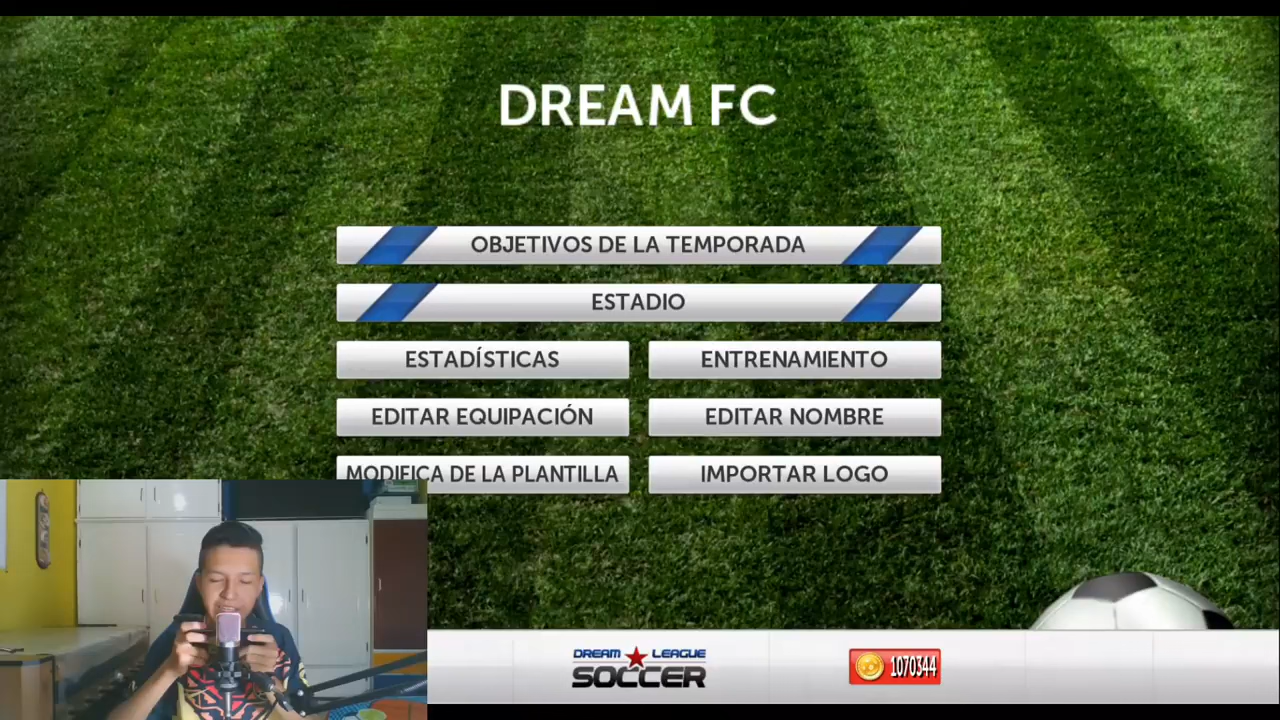 DREAM FC
OBJETIVOS DE LA TEMPORADA
ESTADIO
ESTADÍSTICAS
ENTRENAMIENTO
EDITAR EQUIPACIÓN
EDITAR NOMBRE
MODIFICA DE LA PLANTILLA
IMPORTAR LOGO
DREAM LEAGUE
SOCCER
1070344